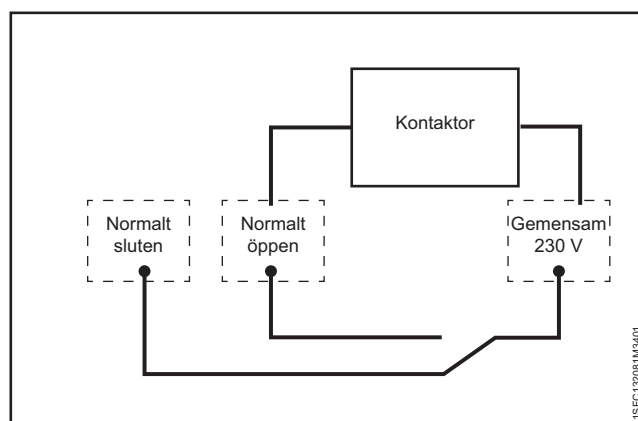 Kontaktor
Normalt
sluten
Normalt
öppen
Gemensam
230 V
1SFC132081M3401